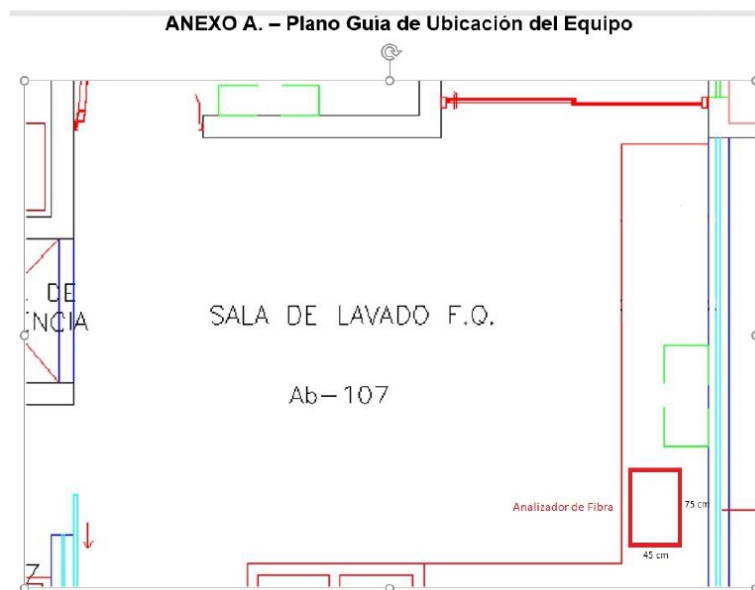 ANEXO A. – Plano Guía de Ubicación del Equipo
DE
NCIA
SALA DE LAVADO F.Q.
Ab-107
Analizador de Fibra
75 cm
45 cm
Z